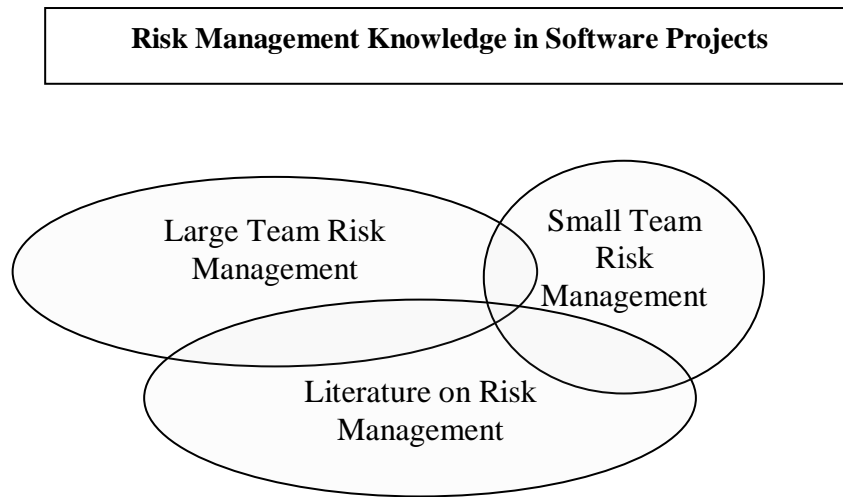 Risk Management Knowledge in Software Projects
Large Team Risk
Management
Small Team
Risk
Management
Literature on Risk
Management